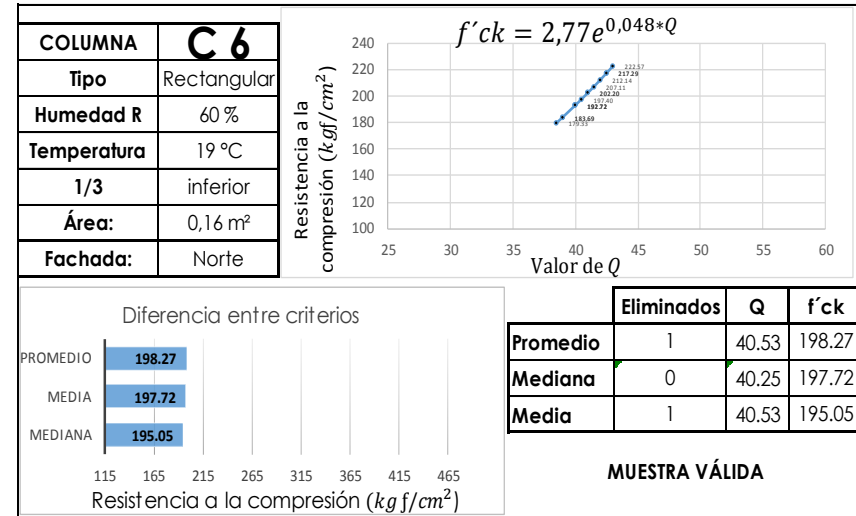 COLUMNA C 6
Tipo Rectangular
Humedad R 60 %
Temperatura 19 °C
1/3 inferior
Área: 0,16 m²
Fachada: Norte
f´ck = 2,77e^0,048*Q
Resistencia a la
compresión (kgf/cm²)
240
220
200
180
160
140
120
100
222.57
217.29
212.14
207.11
202.20
197.40
192.72
183.69
179.33
25 30 35 40 45 50 55 60
Valor de Q
Diferencia entre criterios
PROMEDIO 198.27
MEDIA 197.72
MEDIANA 195.05
115 165 215 265 315 365 415 465
Resistencia a la compresión (kg f/cm²)
Eliminados Q f´ck
Promedio 1 40.53 198.27
Mediana 0 40.25 197.72
Media 1 40.53 195.05
MUESTRA VÁLIDA